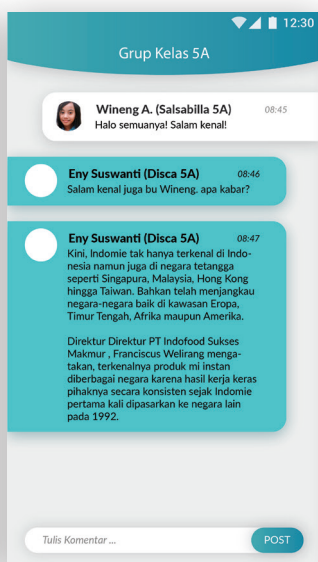 12:30
Grup Kelas 5A
Wineng A. (Salsabilla 5A) 08:45
Halo semuanya! Salam kenal!
Eny Suswanti (Disca 5A) 08:46
Salam kenal juga bu Wineng. apa kabar?
Eny Suswanti (Disca 5A) 08:47
Kini, Indomie tak hanya terkenal di Indo-
nesia namun juga di negara tetangga
seperti Singapura, Malaysia, Hong Kong
hingga Taiwan. Bahkan telah menjangkau
negara-negara baik di kawasan Eropa,
Timur Tengah, Afrika maupun Amerika.
Direktur Direktur PT Indofood Sukses
Makmur , Franciscus Welirang menga-
takan, terkenalnya produk mi instan
diberbagai negara karena hasil kerja keras
pihaknya secara konsisten sejak Indomie
pertama kali dipasarkan ke negara lain
pada 1992.
Tulis Komentar ... POST